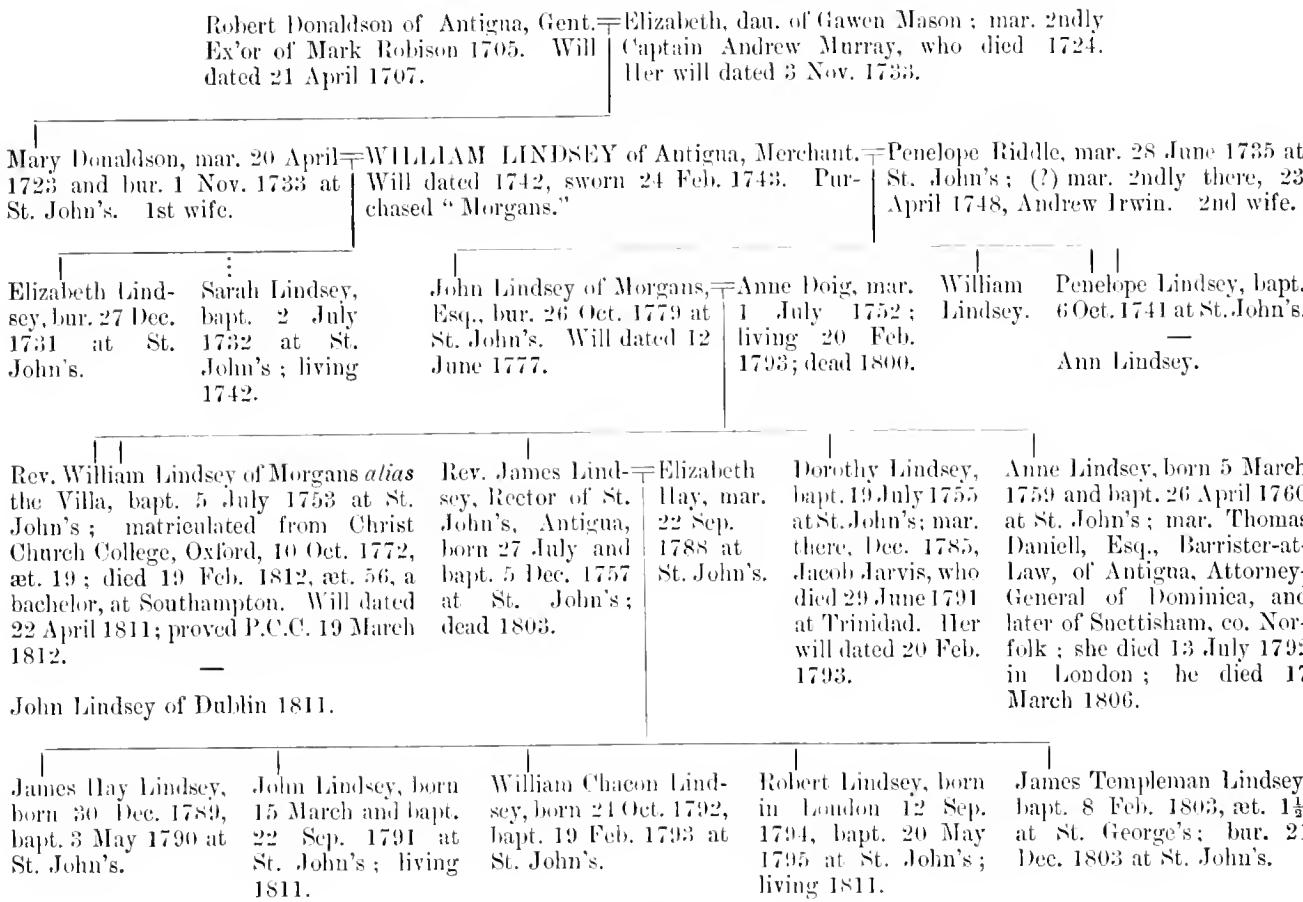 Robert Donaldson of Antigua, Gent.
Ex'or of Mark Robison 1705. Will
dated 21 April 1707.
Elizabeth, dau. of Gawen Mason ; mar. 2ndly
Captain Andrew Murray, who died 1724.
Her will dated 3 Nov. 1733.
Mary Donaldson, mar. 20 April
1723 and bur. 1 Nov. 1733 at
St. John's. 1st wife.
WILLIAM LINDSEY of Antigua, Merchant.
Will dated 1742, sworn 24 Feb. 1743. Pur-
chased “ Morgans.”
Penelope Riddle, mar. 28 June 1735 at
St. John's ; (?) mar. 2ndly there, 23
April 1748, Andrew Irwin. 2nd wife.
Elizabeth Lind-
sey, bur. 27 Dec.
1731 at St.
John's.
Sarah Lindsey,
bapt. 2 July
1732 at St.
John's ; living
1742.
John Lindsey of Morgans,
Esq., bur. 26 Oct. 1779 at
St. John's. Will dated 12
June 1777.
Anne Doig, mar.
1 July 1752 ;
living 20 Feb.
1793; dead 1800.
William
Lindsey.
Penelope Lindsey, bapt.
6 Oct. 1741 at St. John's.
—
Ann Lindsey.
Rev. William Lindsey of Morgans alias
the Villa, bapt. 5 July 1753 at St.
John's ; matriculated from Christ
Church College, Oxford, 10 Oct. 1772,
æt. 19 ; died 19 Feb. 1812, æt. 56, a
bachelor, at Southampton. Will dated
22 April 1811; proved P.C.C. 19 March
1812.
—
John Lindsey of Dublin 1811.
Rev. James Lind-
sey, Rector of St.
John's, Antigua,
born 27 July and
bapt. 5 Dec. 1757
at St. John's ;
dead 1803.
Elizabeth
Hay, mar.
22 Sep.
1788 at
St. John's.
Dorothy Lindsey,
bapt. 19 July 1755
at St. John's; mar.
there, Dec. 1785,
Jacob Jarvis, who
died 29 June 1791
at Trinidad. Her
will dated 20 Feb.
1793.
Anne Lindsey, born 5 March
1759 and bapt. 26 April 1760
at St. John's ; mar. Thomas
Daniell, Esq., Barrister-at-
Law, of Antigua, Attorney-
General of Dominica, and
later of Snettisham, co. Nor-
folk ; she died 13 July 1792
in London ; he died 17
March 1806.
James Hay Lindsey,
born 30 Dec. 1789,
bapt. 3 May 1790 at
St. John's.
John Lindsey, born
15 March and bapt.
22 Sep. 1791 at
St. John's ; living
1811.
William Chacon Lind-
sey, born 24 Oct. 1792,
bapt. 19 Feb. 1793 at
St. John's.
Robert Lindsey, born
in London 12 Sep.
1794, bapt. 20 May
1795 at St. John's ;
living 1811.
James Templeman Lindsey
bapt. 8 Feb. 1803, æt. 1½
at St. George's ; bur.
Dec. 1803 at St. John's.